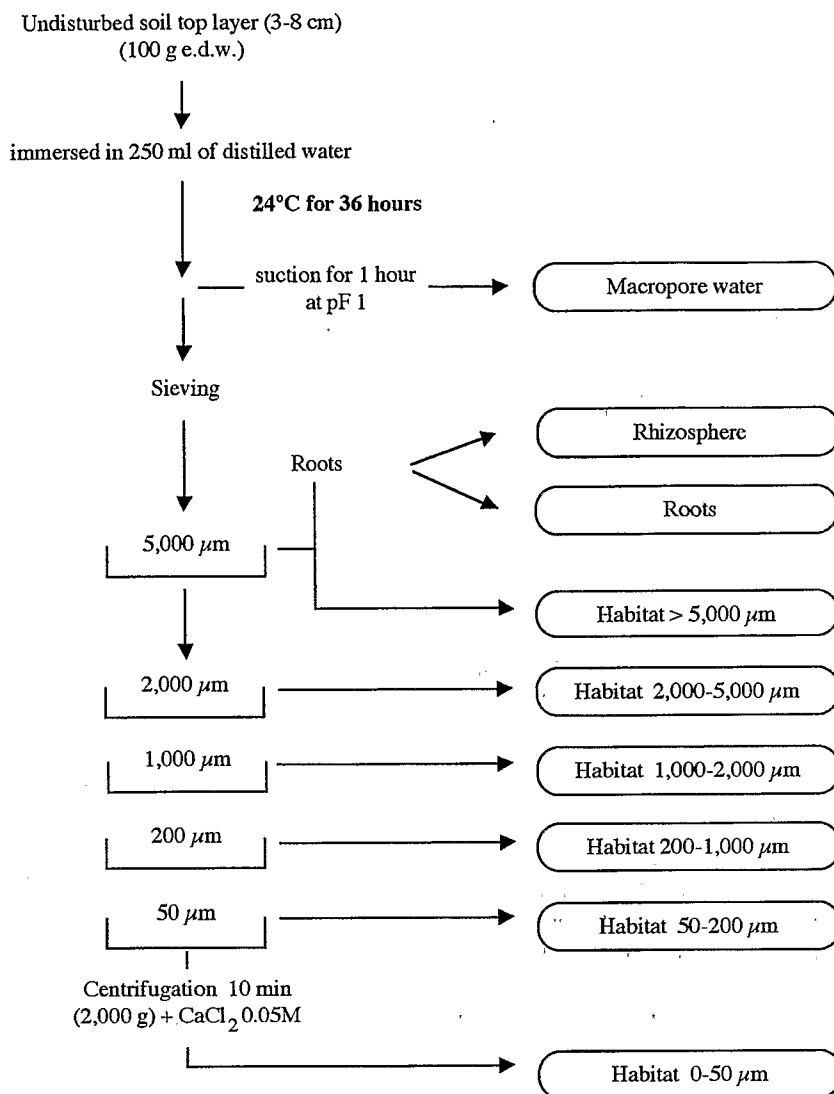 Undisturbed soil top layer (3-8 cm)
(100 g e.d.w.)
immersed in 250 ml of distilled water
24°C for 36 hours
suction for 1 hour
at pF 1
Macropore water
Sieving
Rhizosphere
Roots
Roots
5,000 µm
Habitat > 5,000 µm
2,000 µm
Habitat 2,000-5,000 µm
1,000 µm
Habitat 1,000-2,000 µm
200 µm
Habitat 200-1,000 µm
50 µm
Habitat 50-200 µm
Centrifugation 10 min
(2,000 g) + CaCl₂ 0.05M
Habitat 0-50 µm